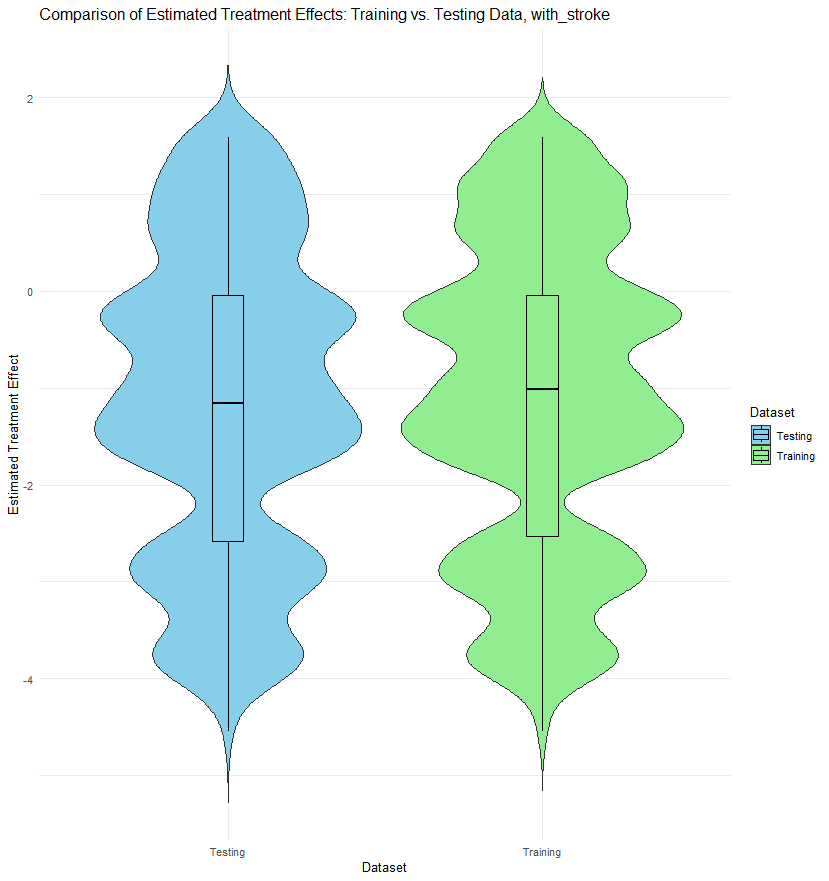 Comparison of Estimated Treatment Effects: Training vs. Testing Data, with_stroke
2
0
-2
-4
Estimated Treatment Effect
Testing
Training
Dataset
Dataset
Testing
Training